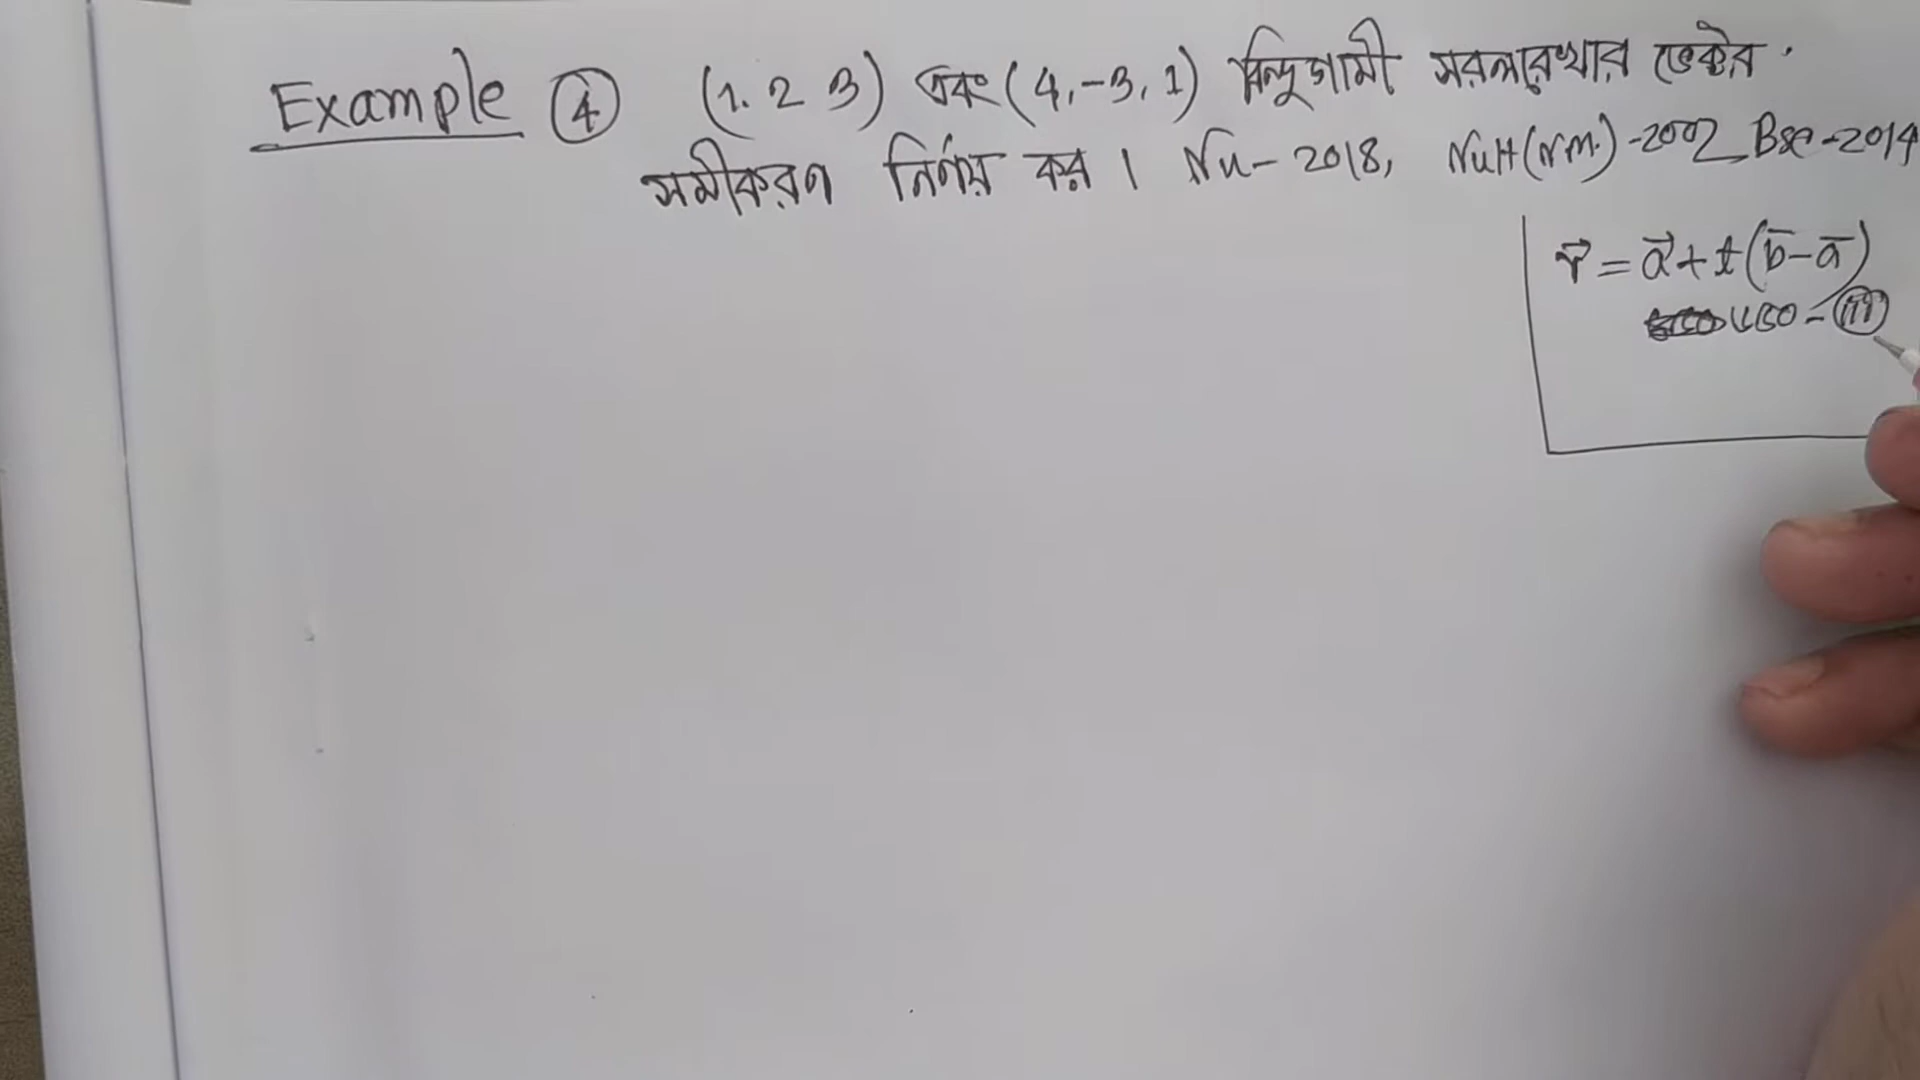 Example ④ (1. 2 3) এবং (4,-3, 1) বিন্দুগামী সরলরেখার ভেক্টর
সমীকরণ নির্ণয় কর। Nu-2018, NuH(NM.)-2002 Bsc-2014
r⃗ = a⃗ + t(b̅ - a̅)